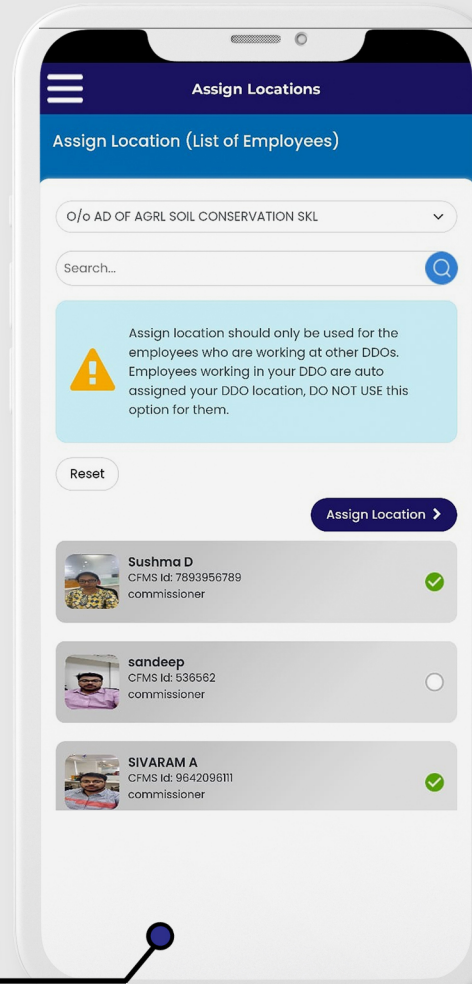 Assign Locations
Assign Location (List of Employees)
O/o AD OF AGRL SOIL CONSERVATION SKL
Search...
Assign location should only be used for the
employees who are working at other DDOs.
Employees working in your DDO are auto
assigned your DDO location, DO NOT USE this
option for them.
Reset
Assign Location
Sushma D
CFMS Id: 7893956789
commissioner
sandeep
CFMS Id: 536562
commissioner
SIVARAM A
CFMS Id: 9642096111
commissioner